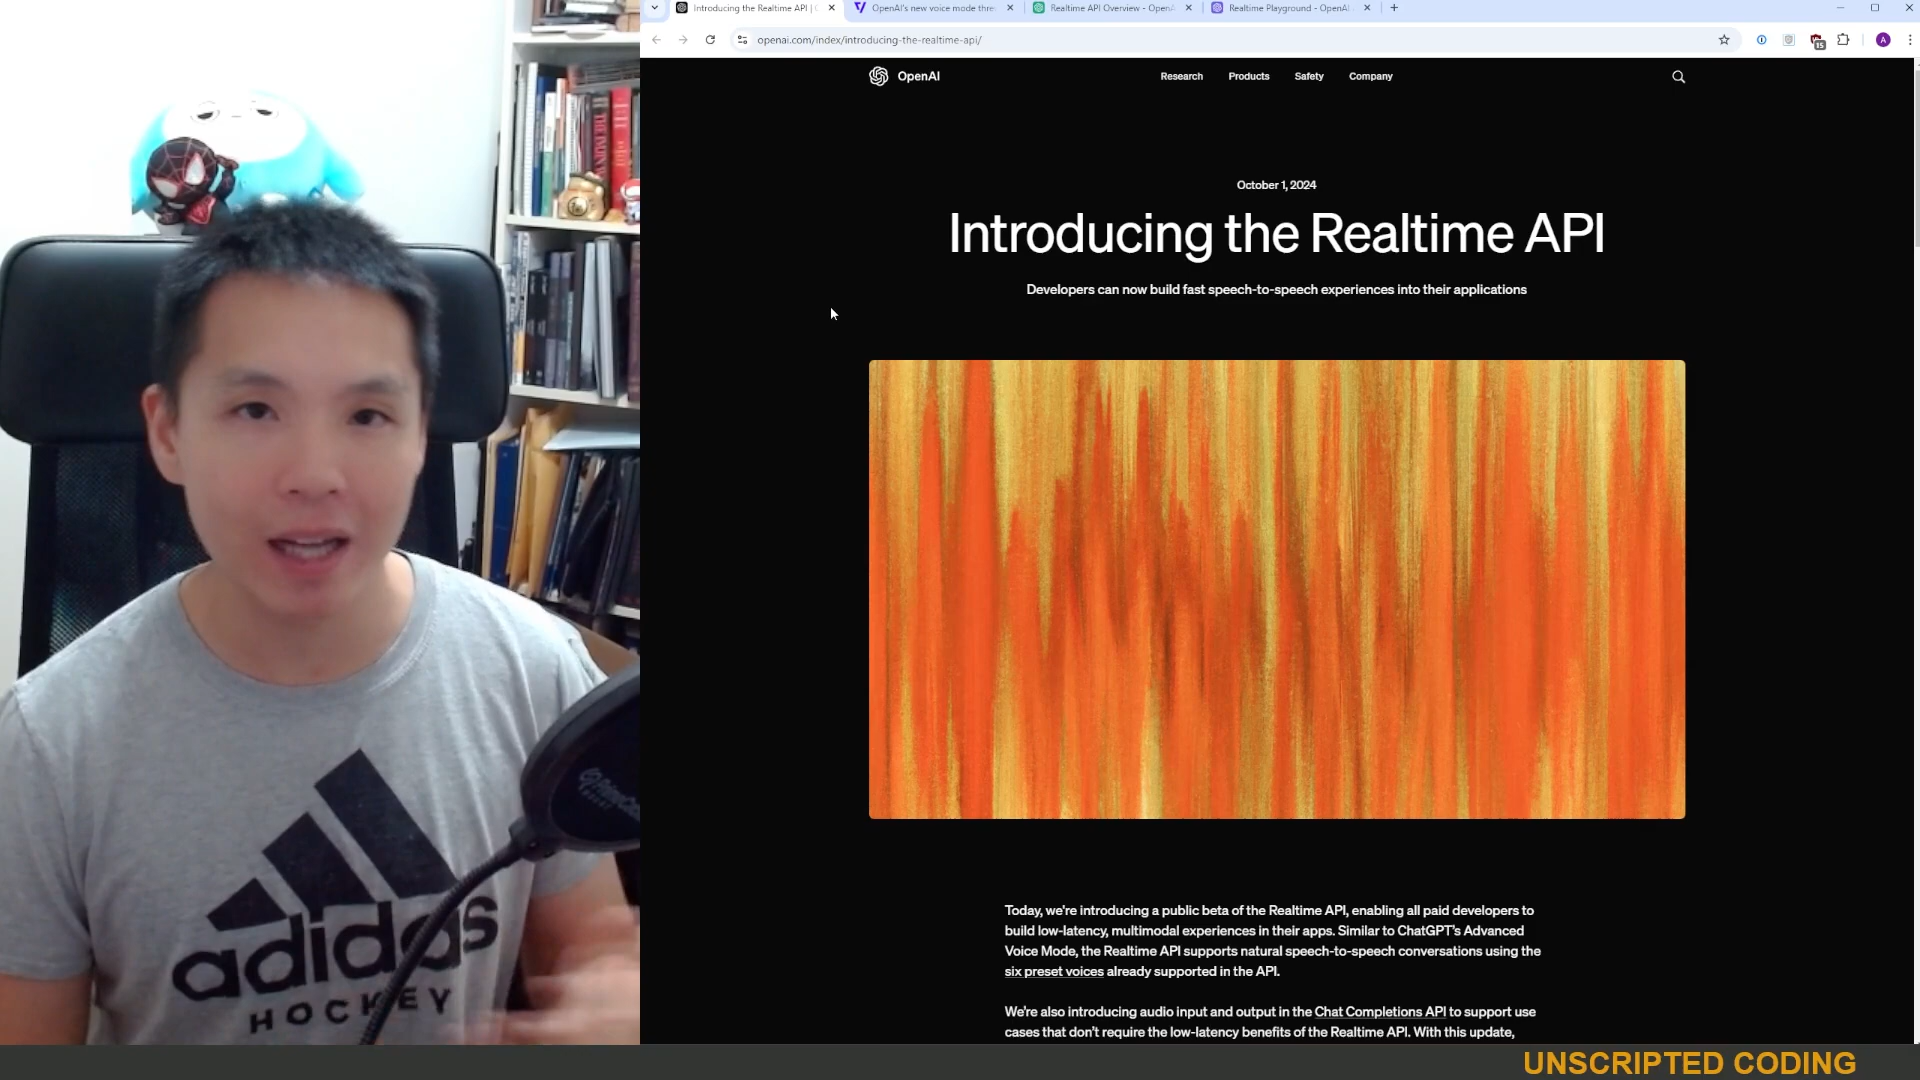 Introducing the Realtime API |
OpenAI's new voice mode thre
Realtime API Overview - OpenA
Realtime Playground - OpenAI
openai.com/index/introducing-the-realtime-api/
15
A
OpenAI
Research
Products
Safety
Company
October 1, 2024
Introducing the Realtime API
Developers can now build fast speech-to-speech experiences into their applications
Today, we're introducing a public beta of the Realtime API, enabling all paid developers to
build low-latency, multimodal experiences in their apps. Similar to ChatGPT's Advanced
Voice Mode, the Realtime API supports natural speech-to-speech conversations using the
six preset voices already supported in the API.
We're also introducing audio input and output in the Chat Completions API to support use
cases that don't require the low-latency benefits of the Realtime API. With this update,
adidas
HOCKEY
UNSCRIPTED CODING